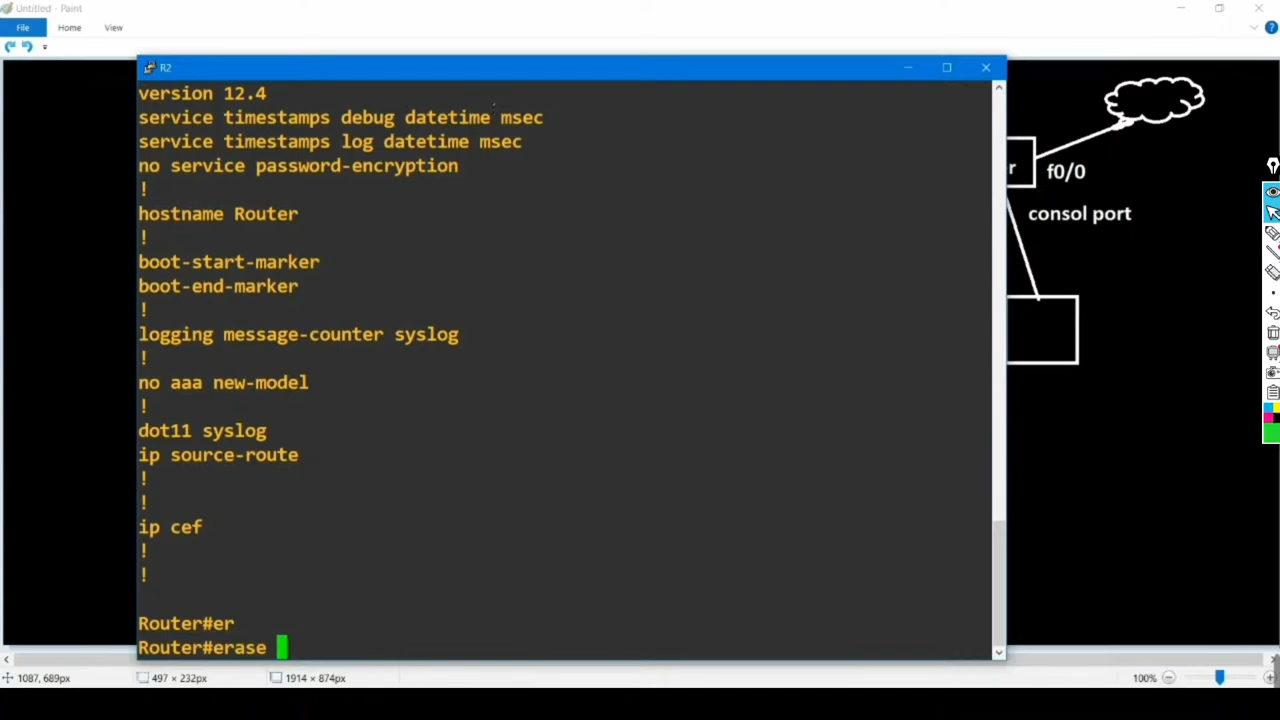 Untitled - Paint
File Home View
R2
version 12.4
service timestamps debug datetime msec
service timestamps log datetime msec
no service password-encryption
!
hostname Router
!
boot-start-marker
boot-end-marker
!
logging message-counter syslog
!
no aaa new-model
!
dot11 syslog
ip source-route
!
!
ip cef
!
!
Router#er
Router#erase
r
f0/0
consol port
1087, 689px
497 × 232px
1914 × 874px
100%